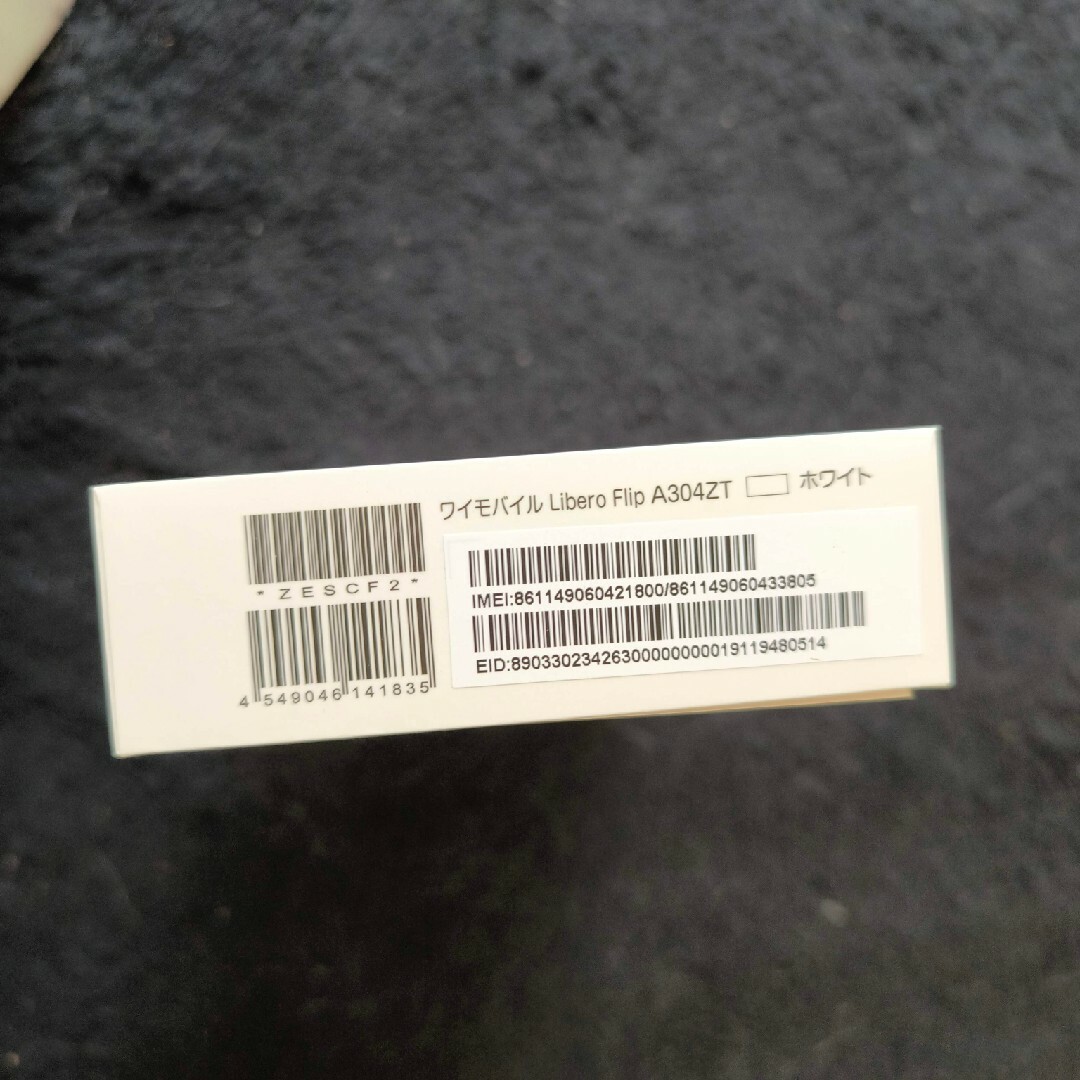 ワイモバイル Libero Flip A304ZT ホワイト
*ZESCF2*
4 549046 141835
IMEI:861149060421800/861149060433805
EID:89033023426300000000019119480514